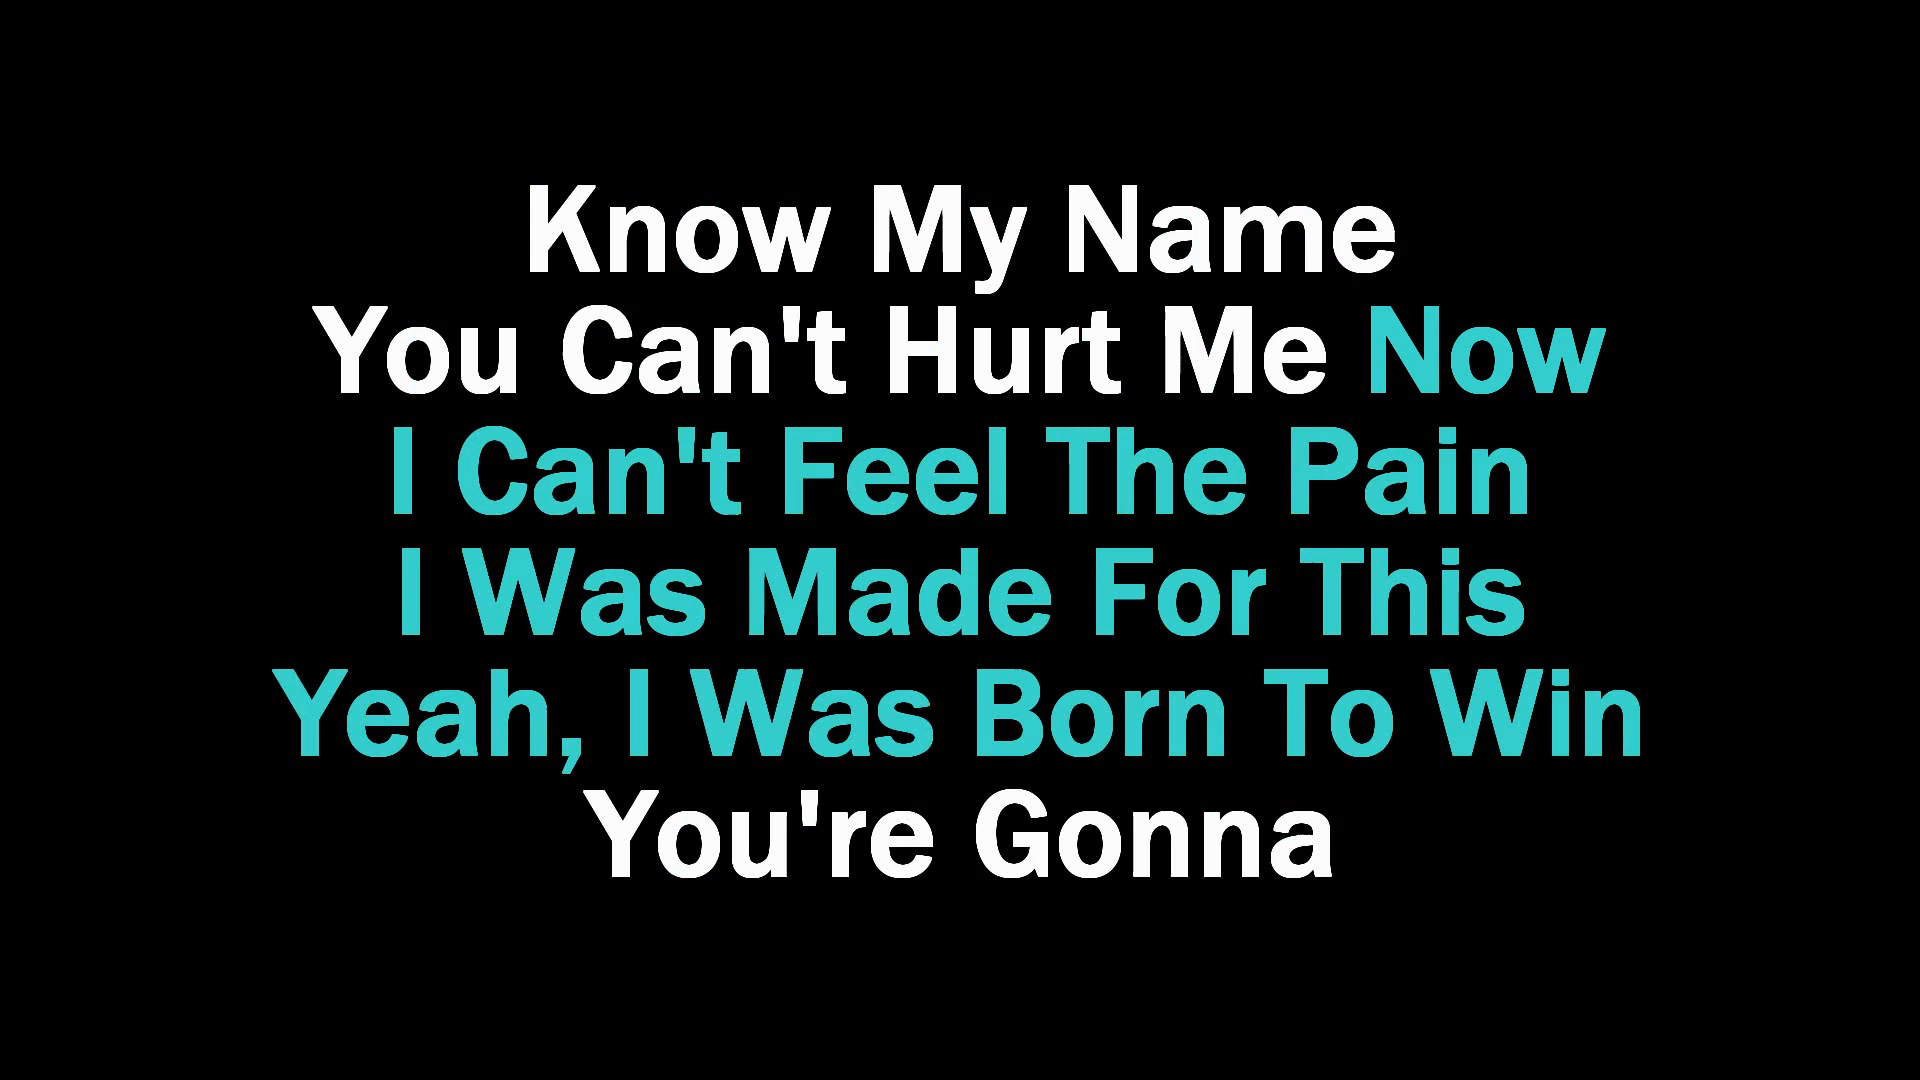 Know My Name
You Can't Hurt Me Now
I Can't Feel The Pain
I Was Made For This
Yeah, I Was Born To Win
You're Gonna